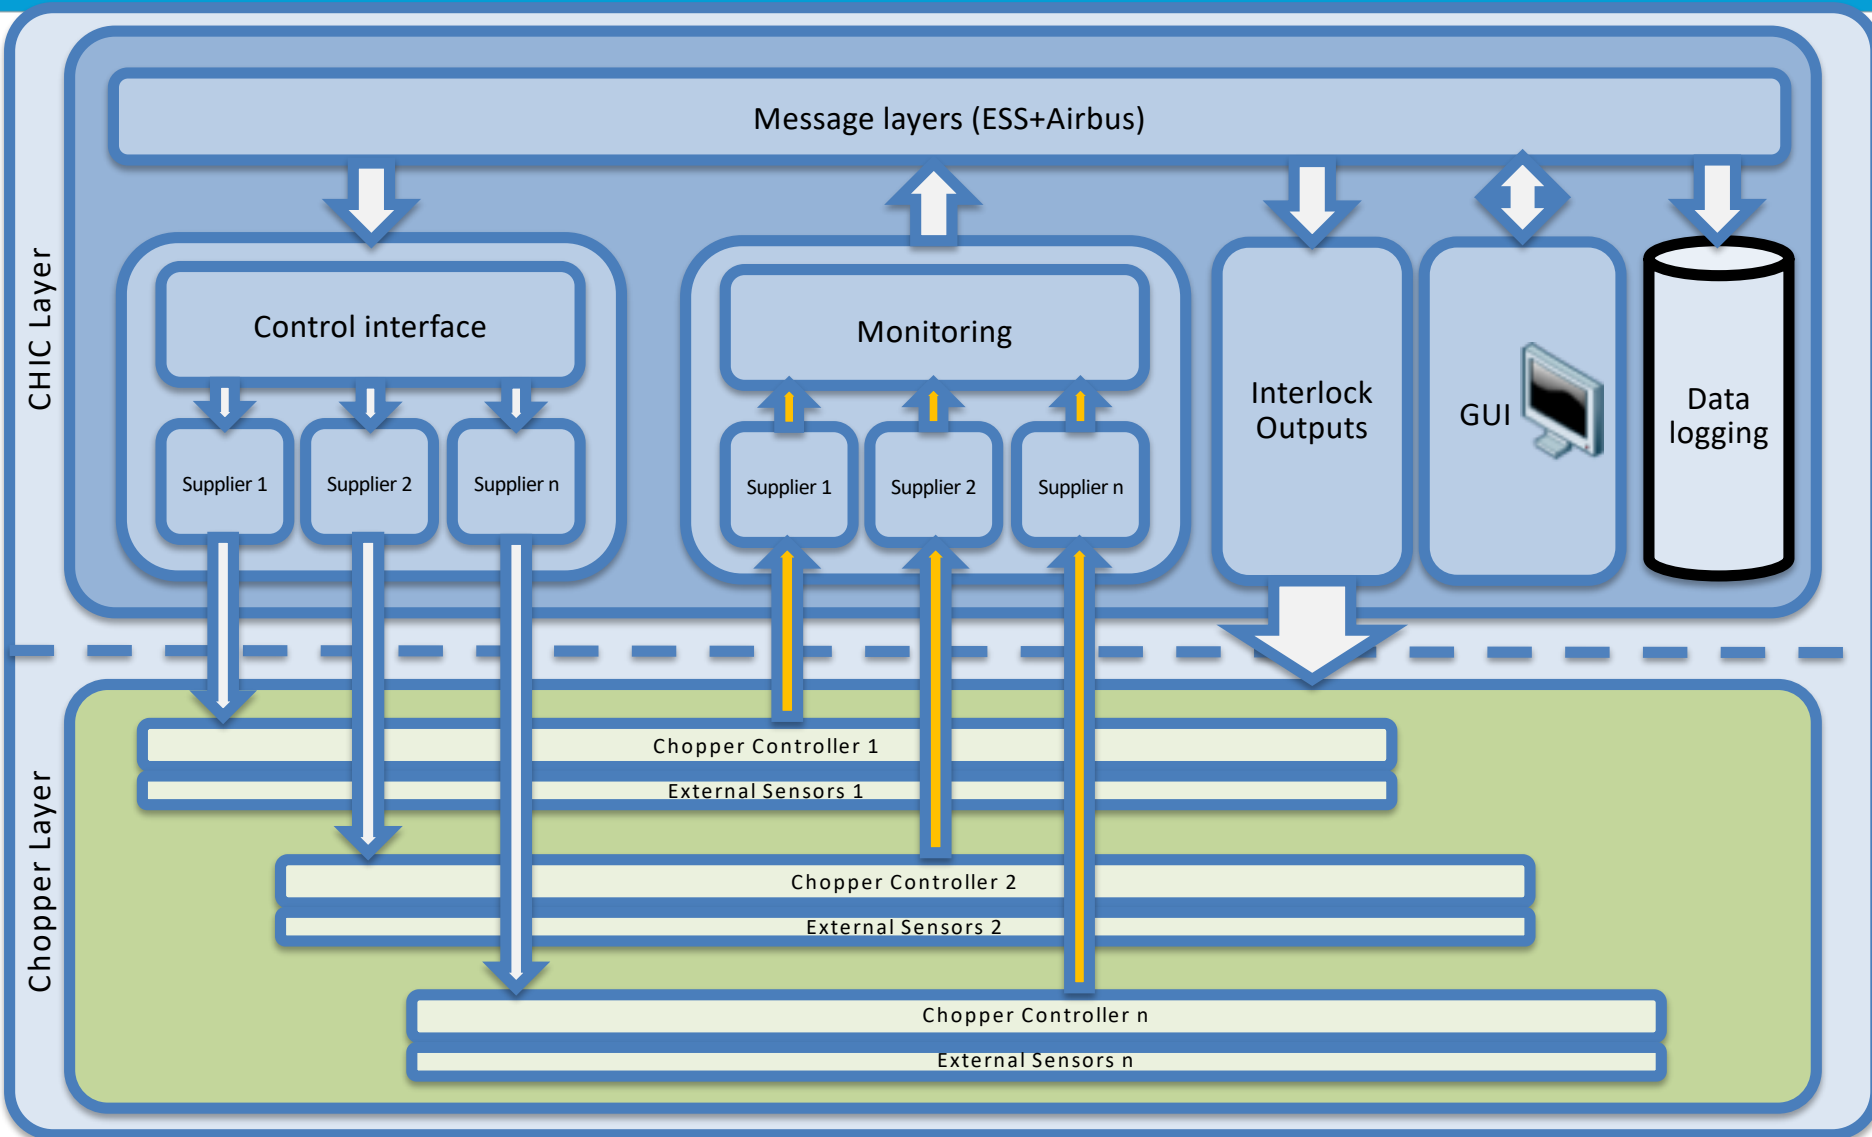 Message layers (ESS+Airbus)
CHIC Layer
Control interface
Supplier 1
Supplier 2
Supplier n
Monitoring
Supplier 1
Supplier 2
Supplier n
Interlock
Outputs
GUI
Data
logging
Chopper Layer
Chopper Controller 1
External Sensors 1
Chopper Controller 2
External Sensors 2
Chopper Controller n
External Sensors n